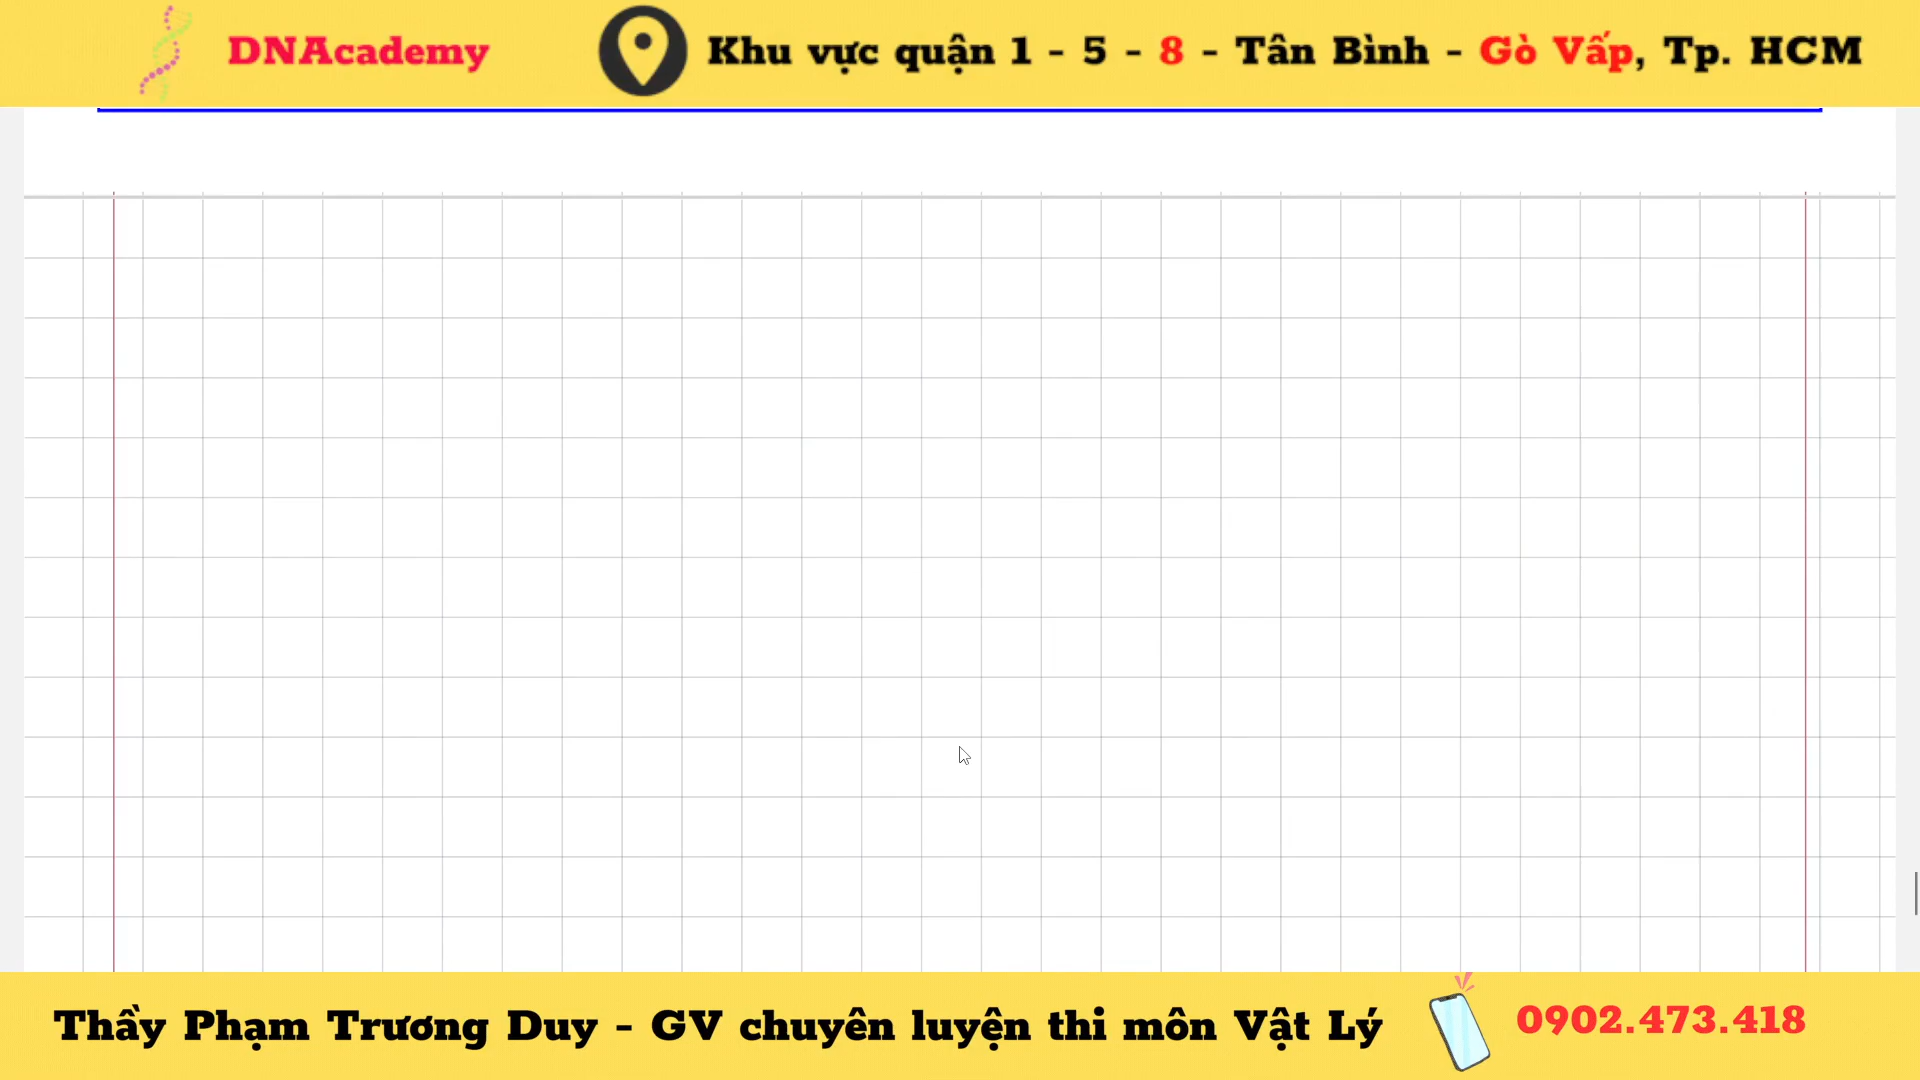 DNAcademy
Khu vực quận 1 - 5 - 8 - Tân Bình - Gò Vấp, Tp. HCM
Thầy Phạm Trương Duy - GV chuyên luyện thi môn Vật Lý
0902.473.418